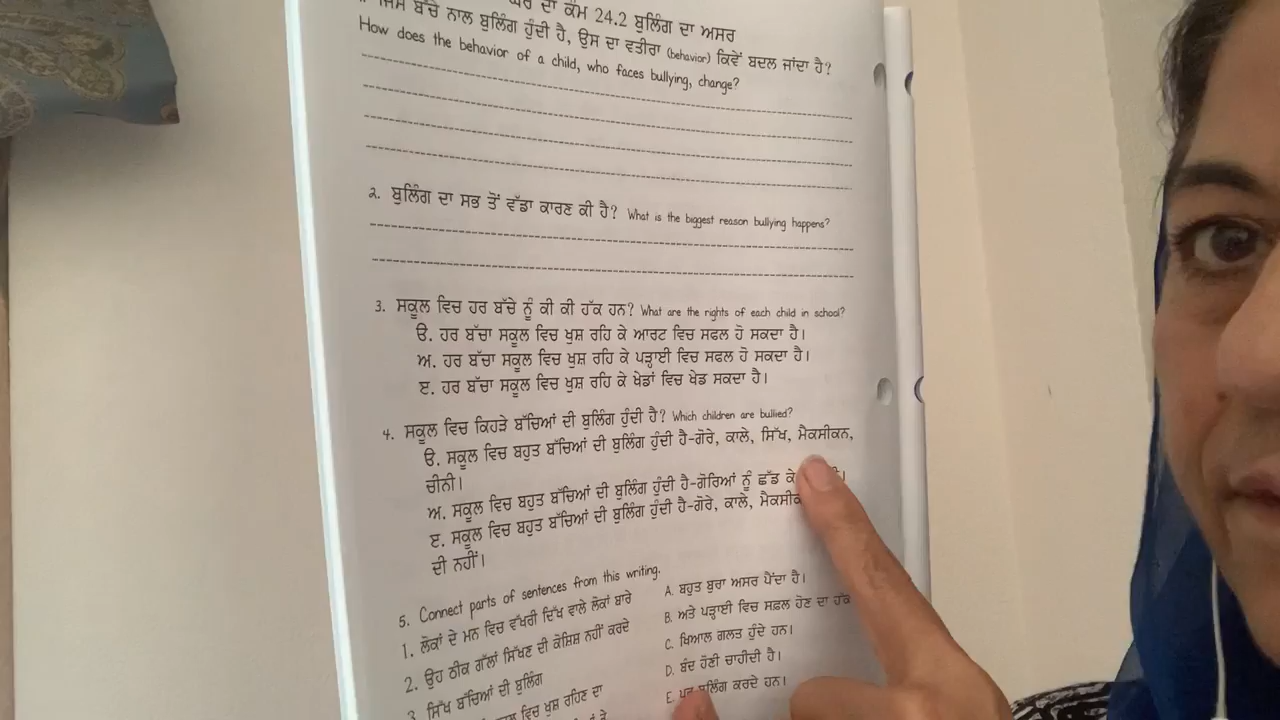 ਘਰ ਦਾ ਕੰਮ 24.2 ਬੁਲਿੰਗ ਦਾ ਅਸਰ
ਜਿਸ ਬੱਚੇ ਨਾਲ ਬੁਲਿੰਗ ਹੁੰਦੀ ਹੈ, ਉਸ ਦਾ ਵਤੀਰਾ (behavior) ਕਿਵੇਂ ਬਦਲ ਜਾਂਦਾ ਹੈ?
How does the behavior of a child, who faces bullying, change?
੨. ਬੁਲਿੰਗ ਦਾ ਸਭ ਤੋਂ ਵੱਡਾ ਕਾਰਣ ਕੀ ਹੈ? What is the biggest reason bullying happens?
3. ਸਕੂਲ ਵਿਚ ਹਰ ਬੱਚੇ ਨੂੰ ਕੀ ਕੀ ਹੱਕ ਹਨ? What are the rights of each child in school?
ੳ. ਹਰ ਬੱਚਾ ਸਕੂਲ ਵਿਚ ਖੁਸ਼ ਰਹਿ ਕੇ ਆਰਟ ਵਿਚ ਸਫਲ ਹੋ ਸਕਦਾ ਹੈ।
ਅ. ਹਰ ਬੱਚਾ ਸਕੂਲ ਵਿਚ ਖੁਸ਼ ਰਹਿ ਕੇ ਪੜ੍ਹਾਈ ਵਿਚ ਸਫਲ ਹੋ ਸਕਦਾ ਹੈ।
ੲ. ਹਰ ਬੱਚਾ ਸਕੂਲ ਵਿਚ ਖੁਸ਼ ਰਹਿ ਕੇ ਖੇਡਾਂ ਵਿਚ ਖੇਡ ਸਕਦਾ ਹੈ।
4. ਸਕੂਲ ਵਿਚ ਕਿਹੜੇ ਬੱਚਿਆਂ ਦੀ ਬੁਲਿੰਗ ਹੁੰਦੀ ਹੈ? Which children are bullied?
ੳ. ਸਕੂਲ ਵਿਚ ਬਹੁਤ ਬੱਚਿਆਂ ਦੀ ਬੁਲਿੰਗ ਹੁੰਦੀ ਹੈ-ਗੋਰੇ, ਕਾਲੇ, ਸਿੱਖ, ਮੈਕਸੀਕਨ,
ਚੀਨੀ।
ਅ. ਸਕੂਲ ਵਿਚ ਬਹੁਤ ਬੱਚਿਆਂ ਦੀ ਬੁਲਿੰਗ ਹੁੰਦੀ ਹੈ-ਗੋਰਿਆਂ ਨੂੰ ਛੱਡ ਕੇ
ੲ. ਸਕੂਲ ਵਿਚ ਬਹੁਤ ਬੱਚਿਆਂ ਦੀ ਬੁਲਿੰਗ ਹੁੰਦੀ ਹੈ-ਗੋਰੇ, ਕਾਲੇ,
ਦੀ ਨਹੀਂ।
5. Connect parts of sentences from this writing.
1. ਲੋਕਾਂ ਦੇ ਮਨ ਵਿਚ ਵੱਖਰੀ ਦਿੱਖ ਵਾਲੇ ਲੋਕਾਂ ਬਾਰੇ
2. ਉਹ ਠੀਕ ਗੱਲਾਂ ਸਿੱਖਣ ਦੀ ਕੋਸ਼ਿਸ਼ ਨਹੀਂ ਕਰਦੇ
3. ਸਿੱਖ ਬੱਚਿਆਂ ਦੀ ਬੁਲਿੰਗ
ਵਿਚ ਖੁਸ਼ ਰਹਿਣ ਦਾ
A. ਬਹੁਤ ਬੁਰਾ ਅਸਰ ਪੈਂਦਾ ਹੈ।
B. ਅਤੇ ਪੜ੍ਹਾਈ ਵਿਚ ਸਫ਼ਲ ਹੋਣ ਦਾ ਹੱਕ
C. ਖਿਆਲ ਗਲਤ ਹੁੰਦੇ ਹਨ।
D. ਬੰਦ ਹੋਣੀ ਚਾਹੀਦੀ ਹੈ।
E. ਬੁਲਿੰਗ ਕਰਦੇ ਹਨ।